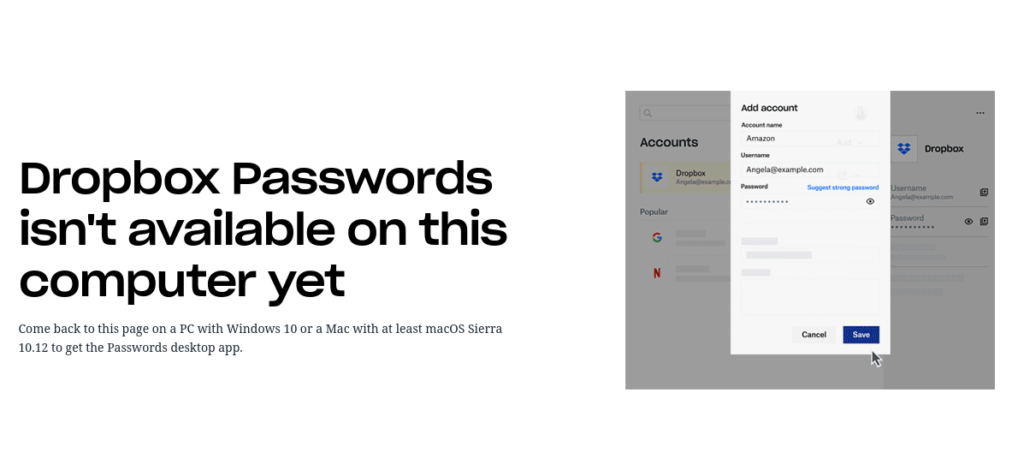 Dropbox Passwords
isn't available on this
computer yet
Come back to this page on a PC with Windows 10 or a Mac with at least macOS Sierra
10.12 to get the Passwords desktop app.
Accounts
Dropbox
Angela@example.c
Popular
Add account
Account name
Amazon
Username
Angela@example.com
Password
Suggest strong password
Cancel
Save
Dropbox
Username
Angela@example.com
Password